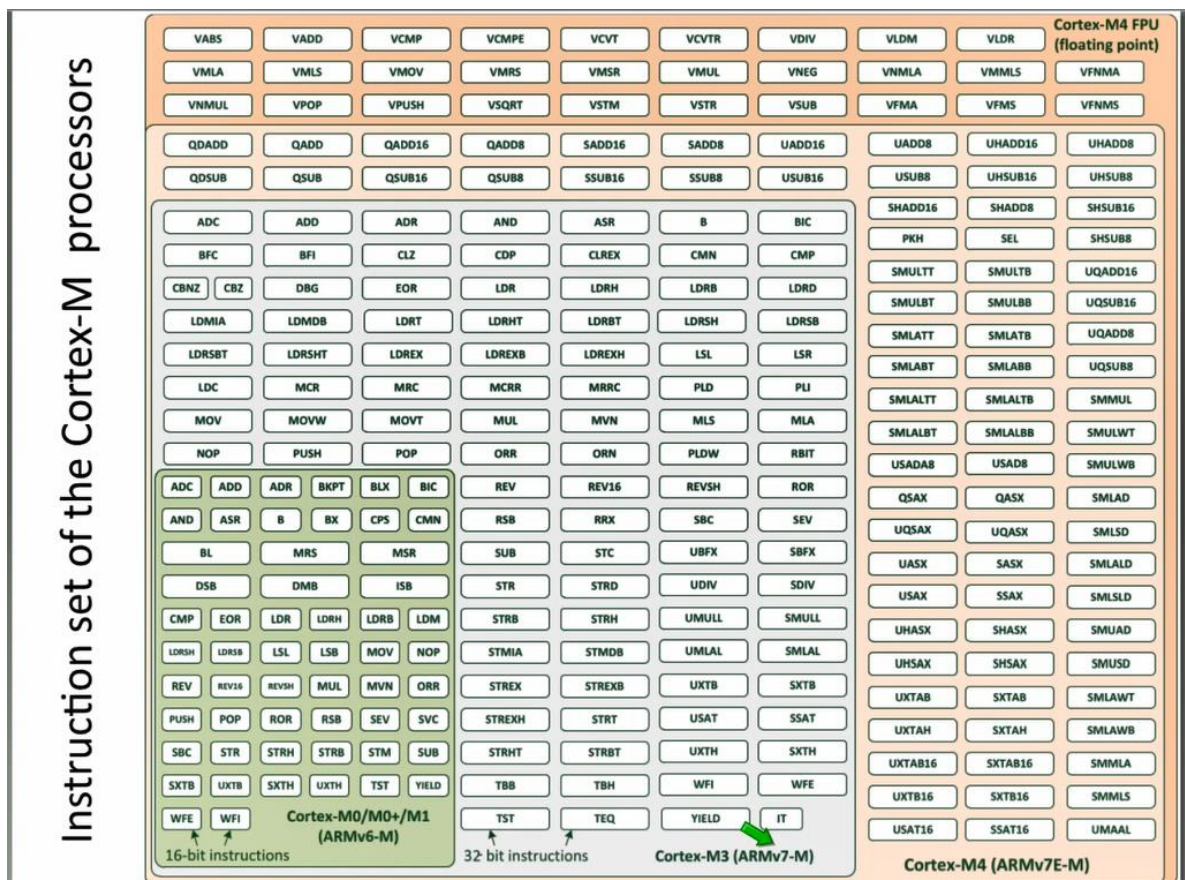 Instruction set of the Cortex-M processors
VABS VADD VCMP VCMPE VCVT VCVTR VDIV VLDM VLDR Cortex-M4 FPU
(floating point)
VMLA VMLS VMOV VMRS VMSR VMUL VNEG VNMLA VMMLS VFNMA
VNMUL VPOP VPUSH VSQRT VSTM VSTR VSUB VFMA VFMS VFNMS
QDADD QADD QADD16 QADD8 SADD16 SADD8 UADD16 UADD8 UHADD16 UHADD8
QDSUB QSUB QSUB16 QSUB8 SSUB16 SSUB8 USUB16 USUB8 UHSUB16 UHSUB8
ADC ADD ADR AND ASR B BIC SHADD16 SHADD8 SHSUB16
BFC BFI CLZ CDP CLREX CMN CMP PKH SEL SHSUB8
CBNZ CBZ DBG EOR LDR LDRH LDRB LDRD SMULTT SMULTB UQADD16
LDMIA LDMDB LDRT LDRHT LDRBT LDRSH LDRSB SMULBT SMULBB UQSUB16
LDRSBT LDRSHT LDREX LDREXB LDREXH LSL LSR SMLATT SMLATB UQADD8
LDC MCR MRC MCRR MRRC PLD PLI SMLABT SMLABB UQSUB8
MOV MOVW MOVT MUL MVN MLS MLA SMLALTT SMLALTB SMMUL
NOP PUSH POP ORR ORN PLDW RBIT SMLALBT SMLALBB SMULWT
ADC ADD ADR BKPT BLX BIC REV REV16 REVSH ROR USADA8 USAD8 SMULWB
AND ASR B BX CPS CMN RSB RRX SBC SEV QSAX QASX SMLAD
BL MRS MSR SUB STC UBFX SBFX UQSAX UQASX SMLSD
DSB DMB ISB STR STRD UDIV SDIV UASX SASX SMLALD
CMP EOR LDR LDRH LDRB LDM STRB STRH UMULL SMULL USAX SSAX SMLSLD
LDRSH LDRSB LSL LSB MOV NOP STMIA STMDB UMLAL SMLAL UHASX SHASX SMUAD
REV REV16 REVSH MUL MVN ORR STREX STREXB UXTB SXTB UHSAX SHSAX SMUSD
PUSH POP ROR RSB SEV SVC STREXH STRT USAT SSAT UXTAB SXTAB SMLAWT
SBC STR STRH STRB STM SUB STRHT STRBT UXTH SXTH UXTAH SXTAH SMLAWB
SXTB UXTB SXTH UXTH TST YIELD TBB TBH WFI WFE UXTAB16 SXTAB16 SMMLA
WFE WFI Cortex-M0/M0+/M1 TST TEQ YIELD IT UXTB16 SXTB16 SMMLS
(ARMv6-M) USAT16 SSAT16 UMAAL
16-bit instructions 32 bit instructions Cortex-M3 (ARMv7-M) Cortex-M4 (ARMv7E-M)